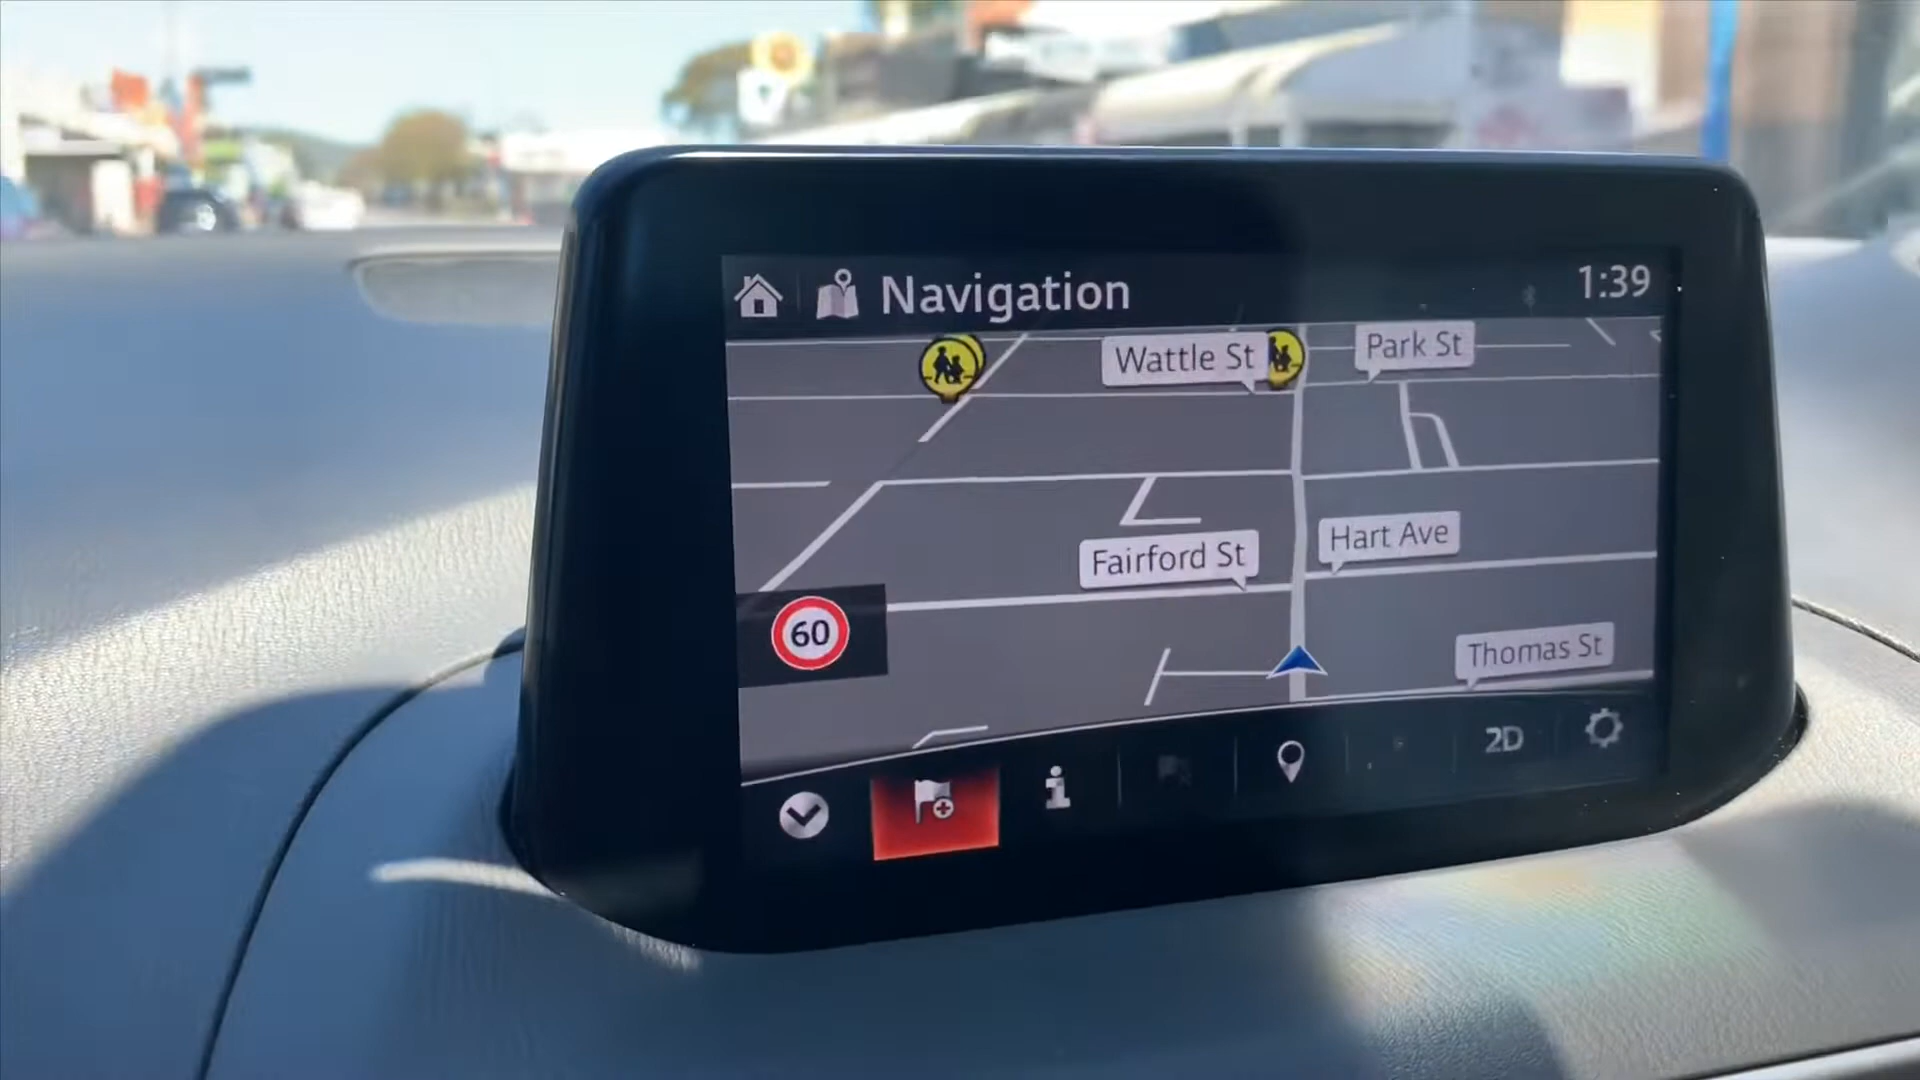 Navigation
1:39
Wattle St
Park St
Fairford St
Hart Ave
60
Thomas St
2D